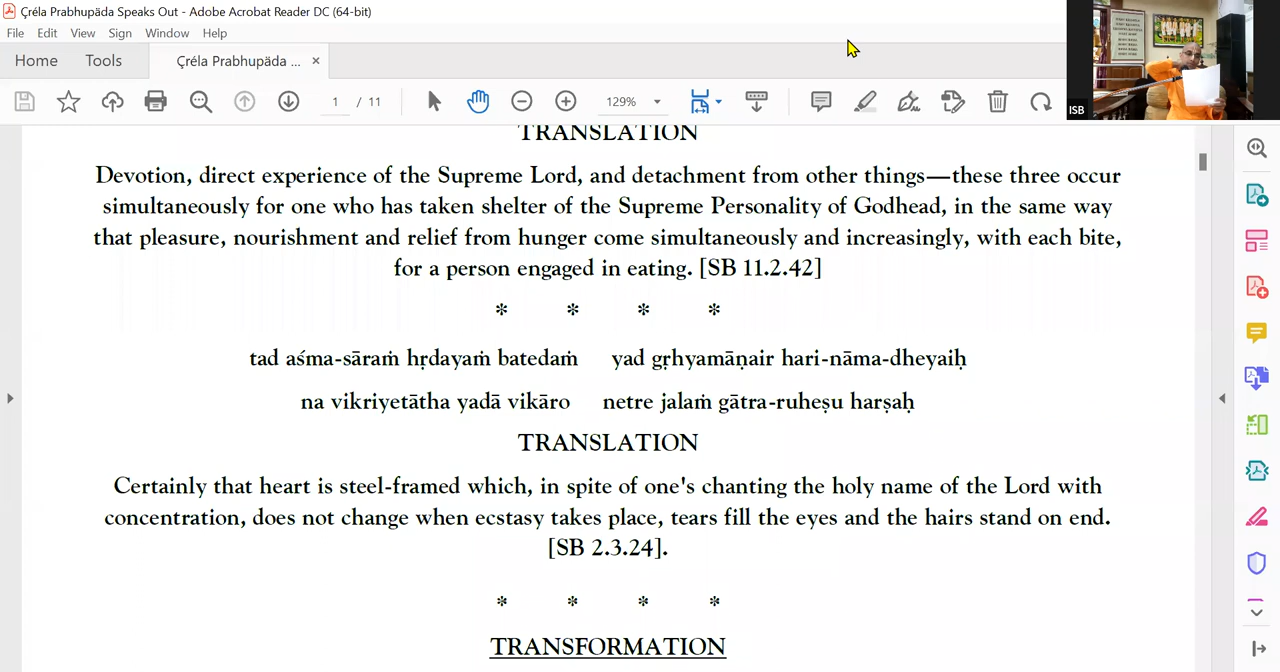 Çréla Prabhupäda Speaks Out - Adobe Acrobat Reader DC (64-bit)
File Edit View Sign Window Help
Home Tools Çréla Prabhupäda ... ×
1 / 11 129%
ISB
TRANSLATION
Devotion, direct experience of the Supreme Lord, and detachment from other things—these three occur
simultaneously for one who has taken shelter of the Supreme Personality of Godhead, in the same way
that pleasure, nourishment and relief from hunger come simultaneously and increasingly, with each bite,
for a person engaged in eating. [SB 11.2.42]
* * * *
tad aśma-sāraṁ hṛdayaṁ batedaṁ yad gṛhyamāṇair hari-nāma-dheyaiḥ
na vikriyetātha yadā vikāro netre jalaṁ gātra-ruheṣu harṣaḥ
TRANSLATION
Certainly that heart is steel-framed which, in spite of one's chanting the holy name of the Lord with
concentration, does not change when ecstasy takes place, tears fill the eyes and the hairs stand on end.
[SB 2.3.24].
* * * *
TRANSFORMATION